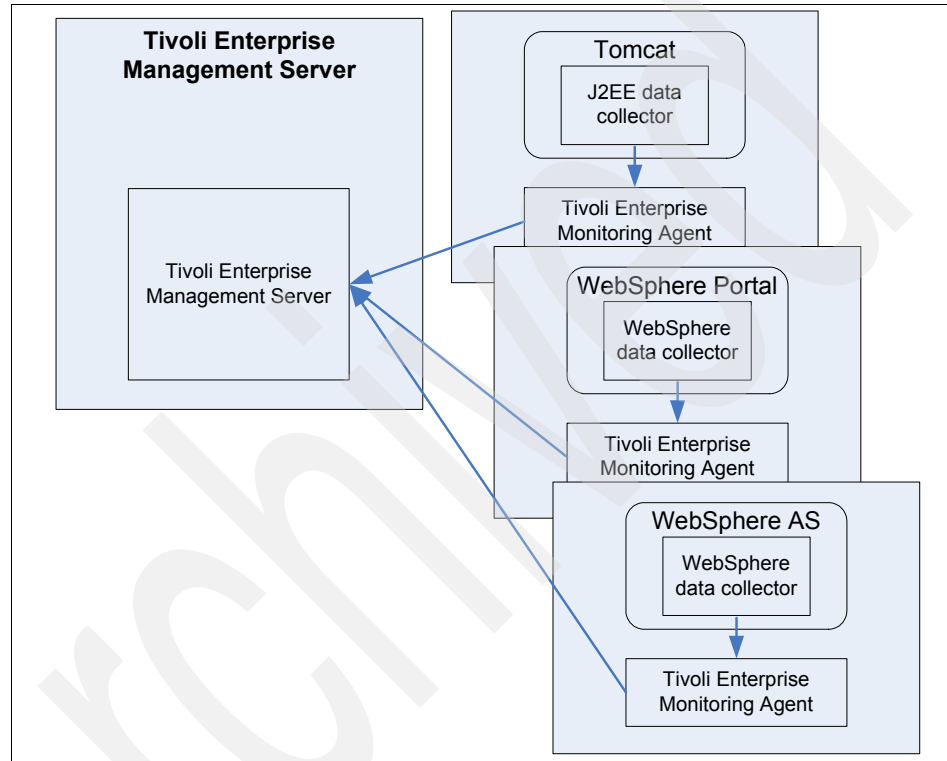 Tivoli Enterprise
Management Server
Tivoli Enterprise
Management Server
Tomcat
J2EE data
collector
Tivoli Enterprise
Monitoring Agent
WebSphere Portal
WebSphere
data collector
Tivoli Enterprise
Monitoring Agent
WebSphere AS
WebSphere
data collector
Tivoli Enterprise
Monitoring Agent
rchived